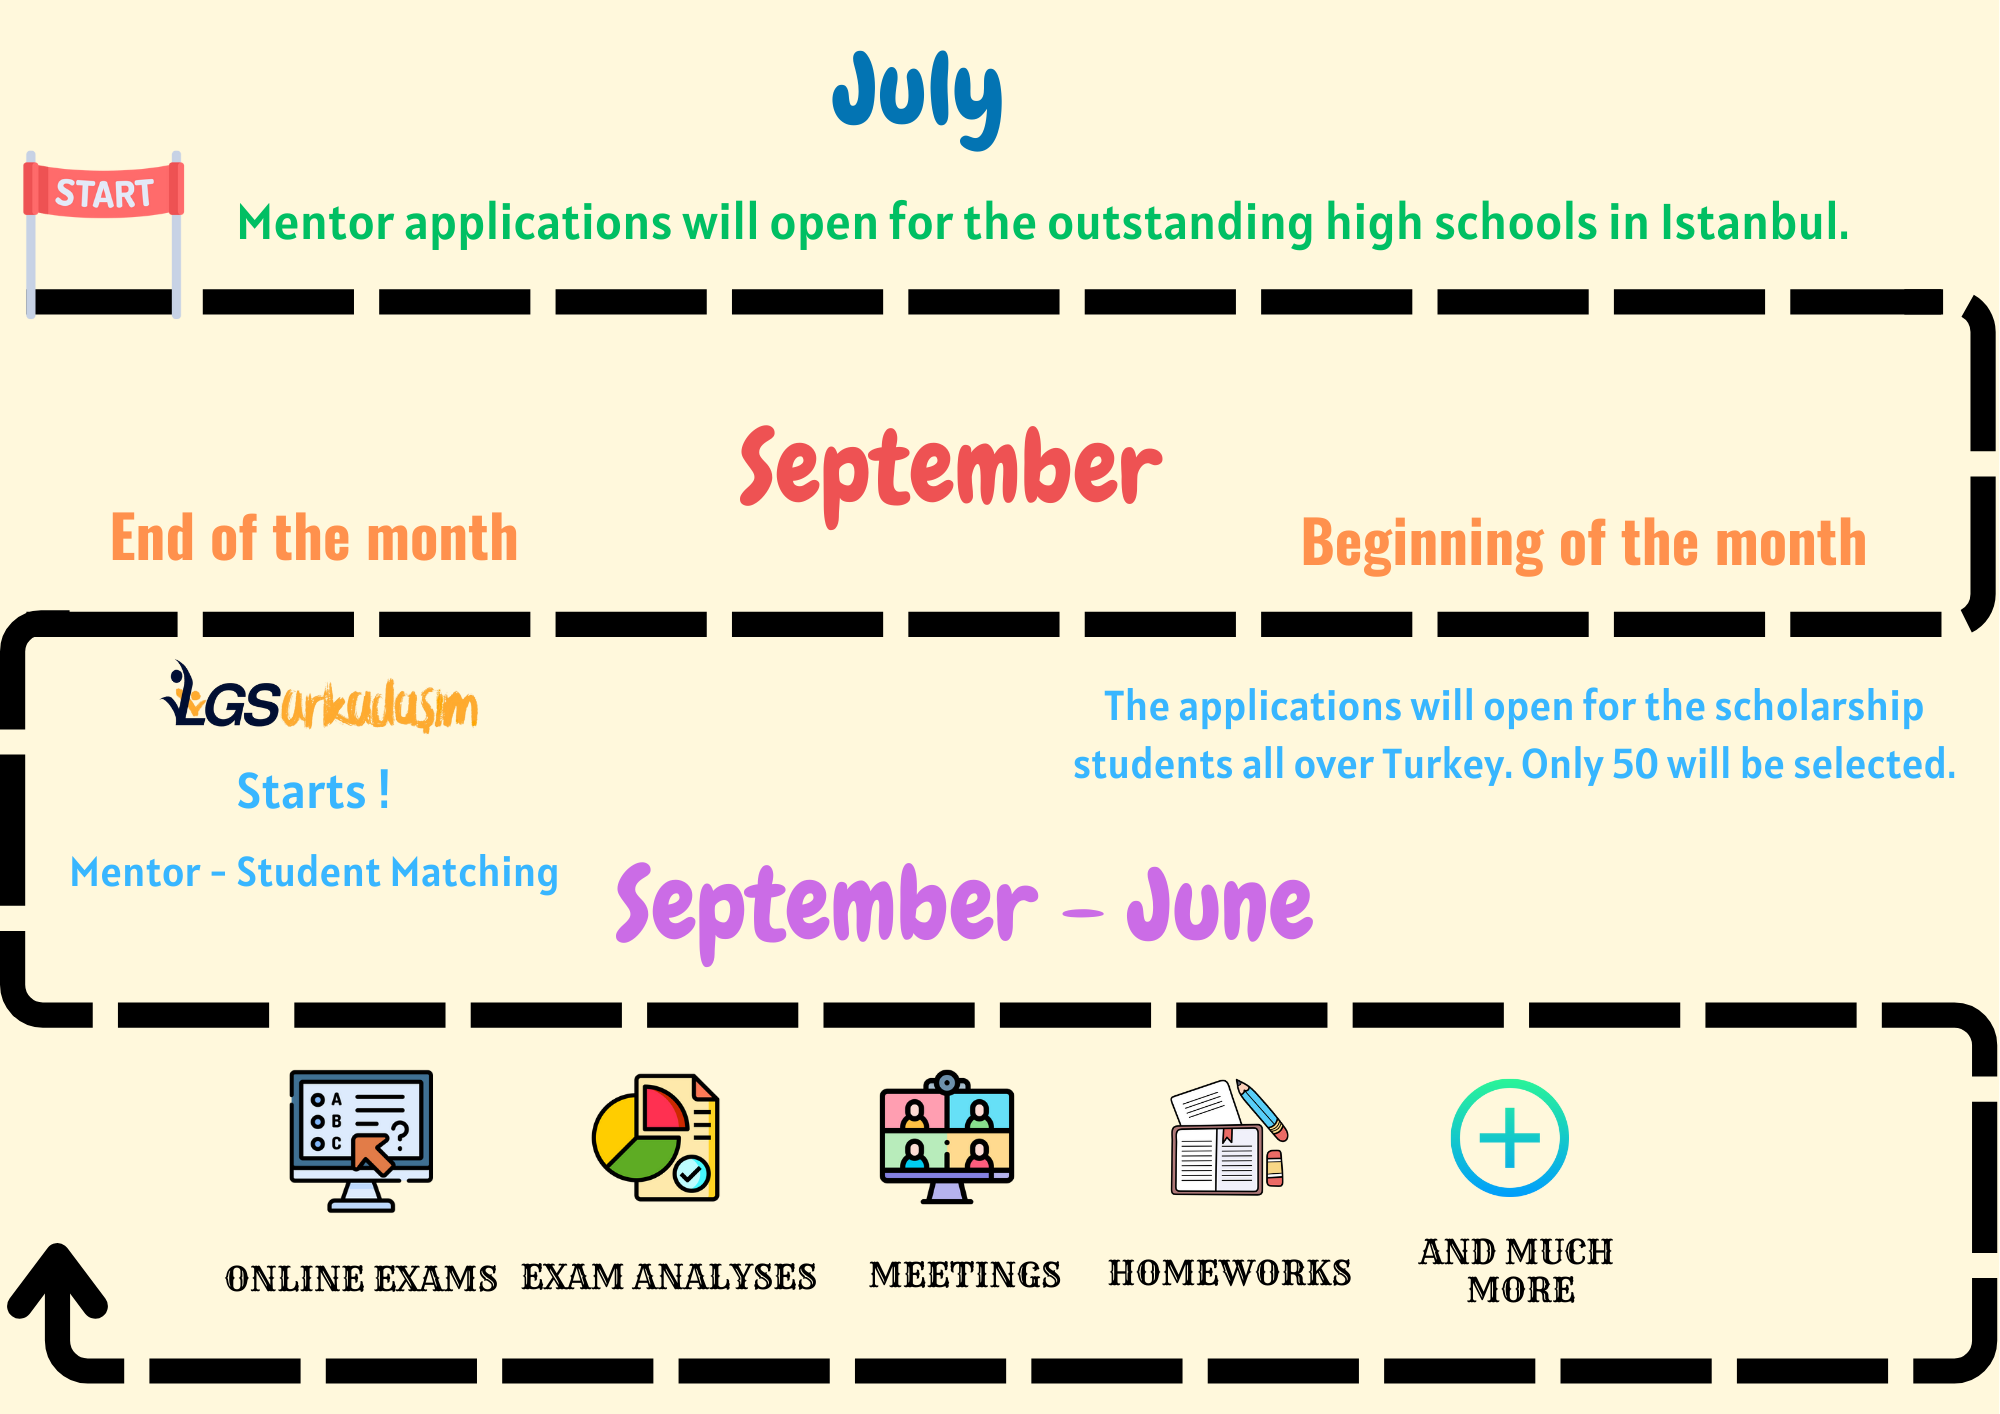 July
START
Mentor applications will open for the outstanding high schools in Istanbul.
September
Beginning of the month
End of the month
The applications will open for the scholarship
students all over Turkey. Only 50 will be selected.
LGSarkadaşım
Starts !
Mentor - Student Matching
September - June
A
B
C
?
ONLINE EXAMS
EXAM ANALYSES
MEETINGS
HOMEWORKS
AND MUCH
MORE